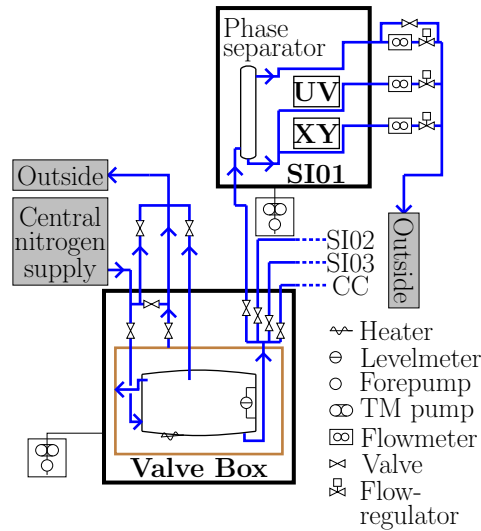 Phase
separator
UV
XY
SI01
Outside
Central
nitrogen
supply
SI02
SI03
CC
Outside
Valve Box
Heater
Levelmeter
Forepump
TM pump
Flowmeter
Valve
Flow-
regulator